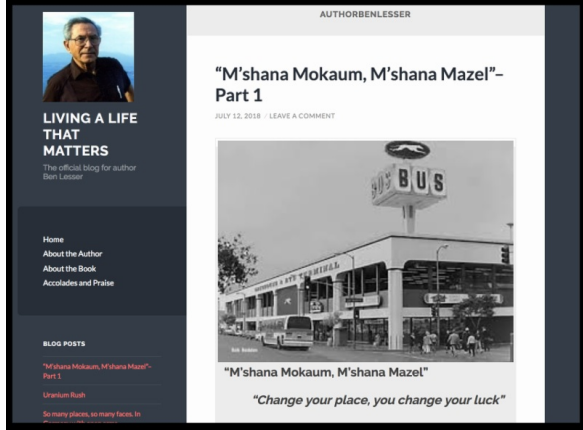 AUTHORBENLESSER
LIVING A LIFE
THAT
MATTERS
The official blog for author
Ben Lesser
Home
About the Author
About the Book
Accolades and Praise
BLOG POSTS
"M'shana Mokaum, M'shana Mazel"–
Part 1
Uranium Rush
So many places, so many faces. In
"M'shana Mokaum, M'shana Mazel"–
Part 1
JULY 12, 2018 / LEAVE A COMMENT
BUS
BUS
TERMINAL
"M'shana Mokaum, M'shana Mazel"
"Change your place, you change your luck"